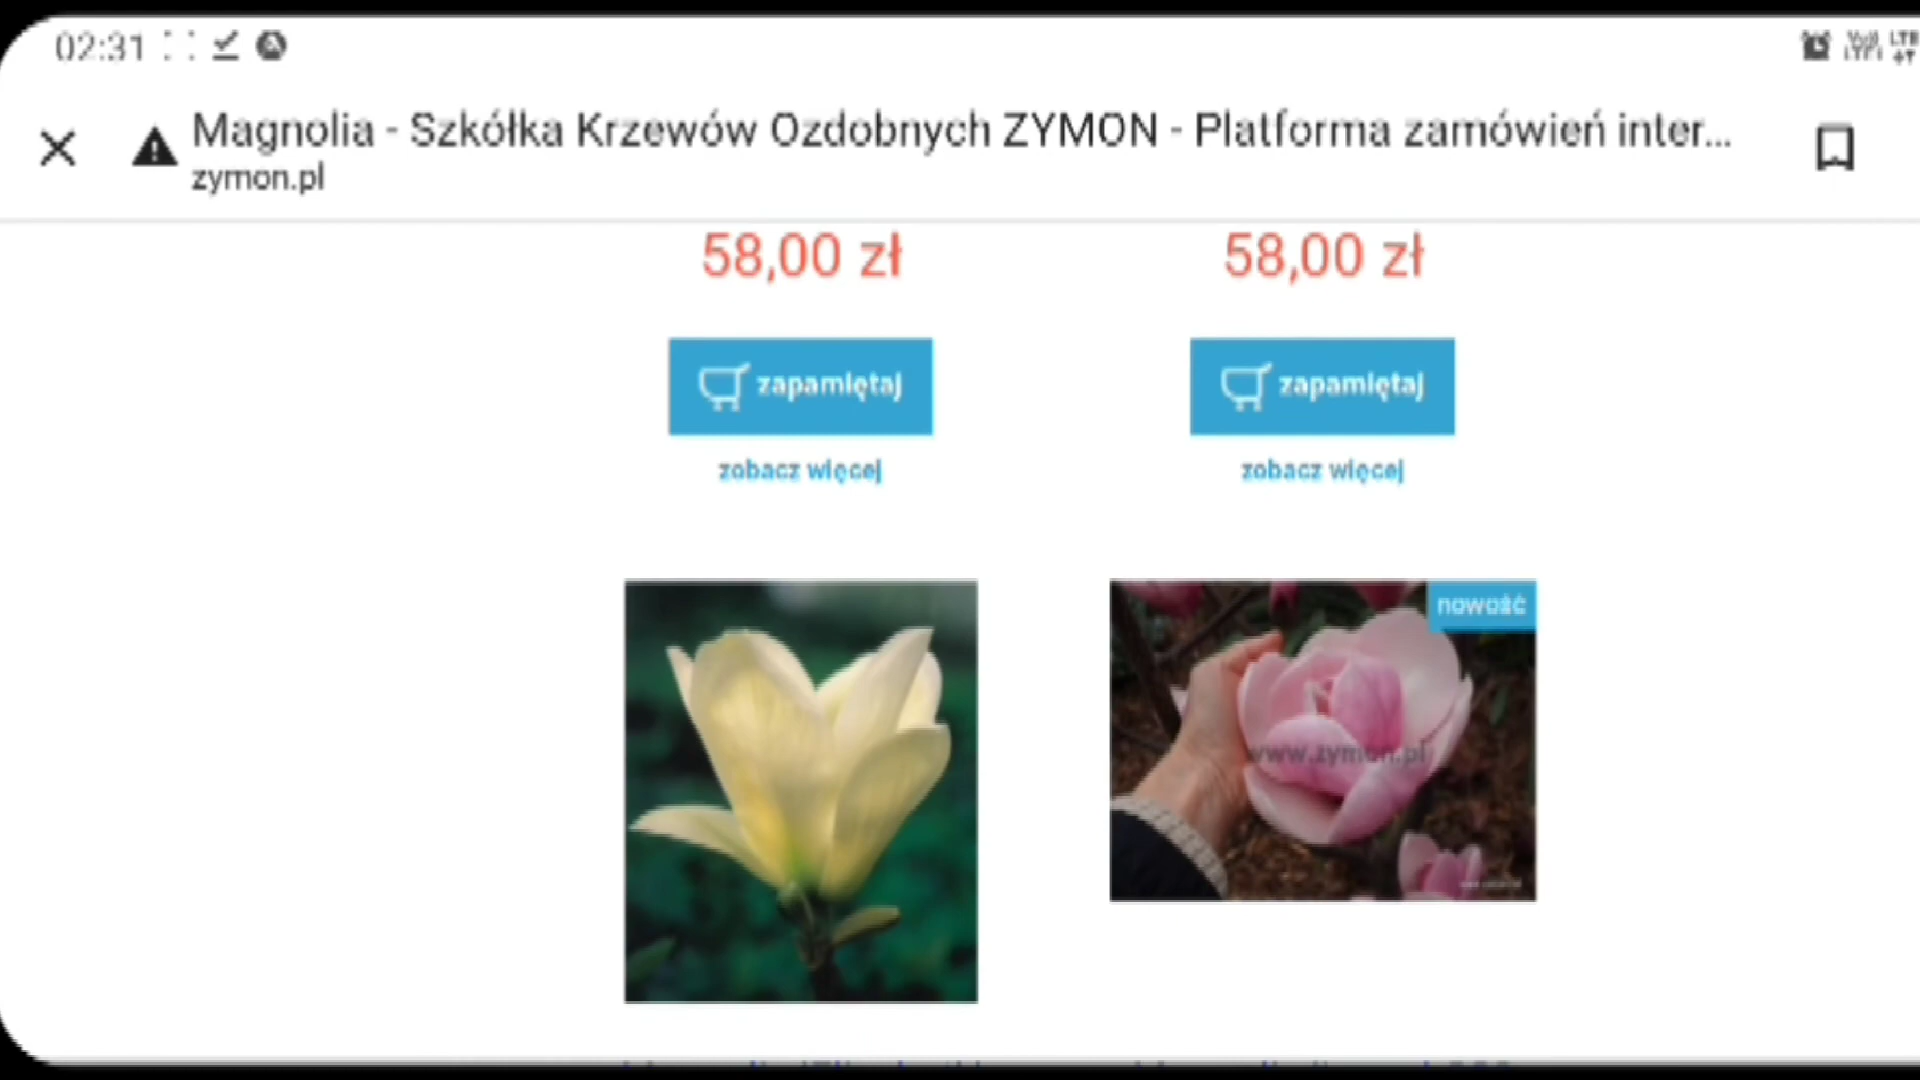 02:31
Magnolia - Szkółka Krzewów Ozdobnych ZYMON - Platforma zamówień inter...
zymon.pl
58,00 zł 58,00 zł
zapamiętaj zapamiętaj
zobacz więcej zobacz więcej
nowość
www.zymon.pl